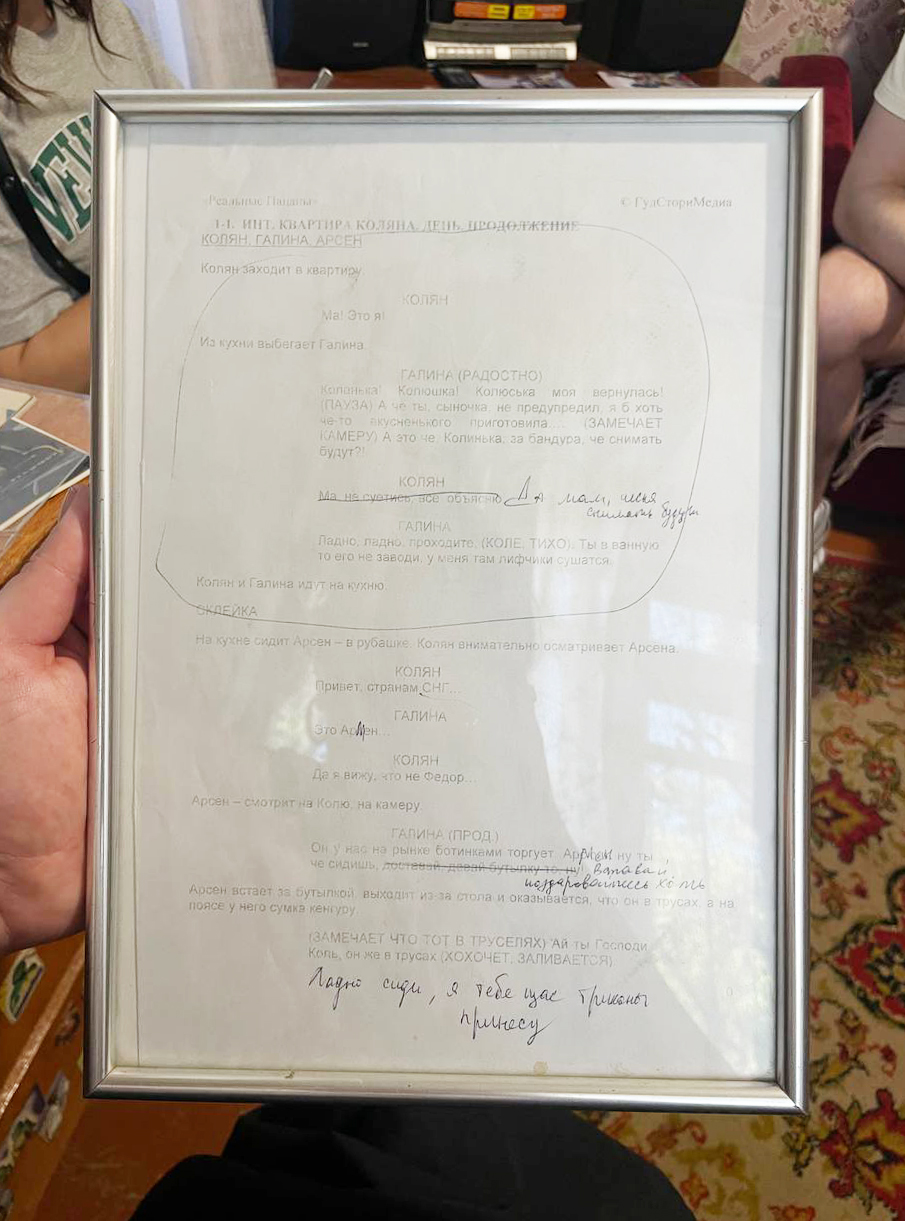 «Реальные Пацаны»
© ГудСториМедиа
1-1. ИНТ. КВАРТИРА КОЛЯНА. ДЕНЬ. ПРОДОЛЖЕНИЕ
КОЛЯН, ГАЛИНА, АРСЕН
Колян заходит в квартиру.
КОЛЯН
Ма! Это я!
Из кухни выбегает Галина.
ГАЛИНА (РАДОСТНО)
Колянька! Колюшка! Колюська моя вернулась!
(ПАУЗА) А че ты, сыночка, не предупредил, я б хоть
че-то вкусненького приготовила... (ЗАМЕЧАЕТ
КАМЕРУ) А это че, Колинька, за бандура, че снимать
будут?!
КОЛЯН
Ма, не суетись, все объясню Да мам, меня
снимать будут
ГАЛИНА
Ладно, ладно, проходите, (КОЛЕ, ТИХО). Ты в ванную
то его не заводи, у меня там лифчики сушатся.
Колян и Галина идут на кухню.
СКЛЕЙКА
На кухне сидит Арсен – в рубашке. Колян внимательно осматривает Арсена.
КОЛЯН
Привет, странам СНГ...
ГАЛИНА
Это Армен...
КОЛЯН
Да я вижу, что не Федор...
Арсен – смотрит на Колю, на камеру.
ГАЛИНА (ПРОД.)
Он у нас на рынке ботинками торгует. Армен ну ты
че сидишь, доставай давай бутылку то, ну! Вставай
поздоровайтесь хоть
Арсен встает за бутылкой, выходит из-за стола и оказывается, что он в трусах, а на
поясе у него сумка кенгуру.
(ЗАМЕЧАЕТ ЧТО ТОТ В ТРУСЕЛЯХ) Ай ты Господи
Коль, он же в трусах (ХОХОЧЕТ, ЗАЛИВАЕТСЯ).
Ладно сиди, я тебе щас триканы
принесу